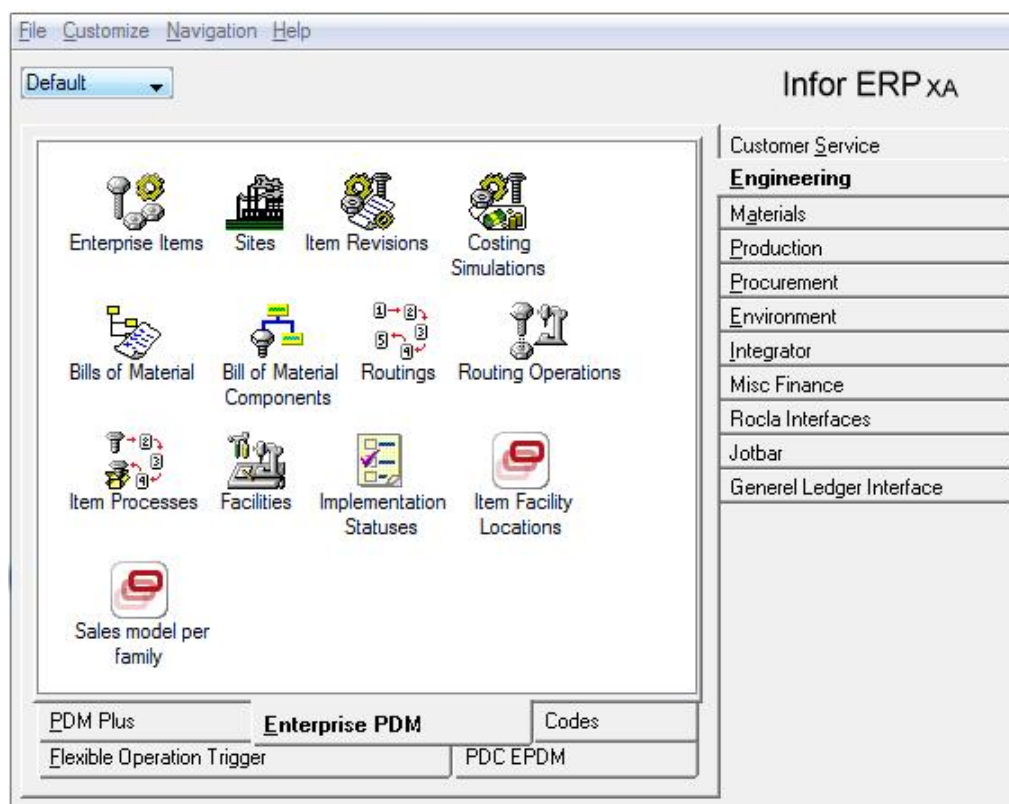 File Customize Navigation Help
Default
Infor ERP XA
Customer Service
Engineering
Materials
Production
Procurement
Environment
Integrator
Misc Finance
Rocla Interfaces
Jotbar
Generel Ledger Interface
Enterprise Items Sites Item Revisions Costing
Simulations
Bills of Material Bill of Material Routings Routing Operations
Components
Item Processes Facilities Implementation Item Facility
Statuses Locations
Sales model per
family
PDM Plus Enterprise PDM Codes
Flexible Operation Trigger PDC EPDM